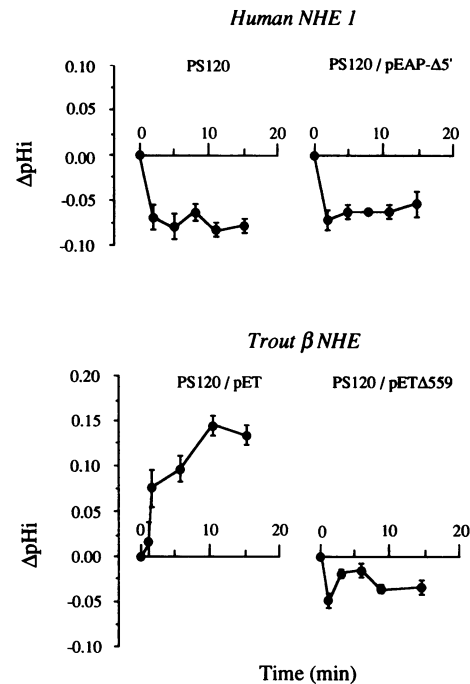 Human NHE 1
PS120
PS120 / pEAP-Δ5'
0.10
0.05
0.00
-0.05
-0.10
ΔpHi
0 10 20
0 10 20
Trout β NHE
PS120 / pET
PS120 / pETΔ559
0.20
0.15
0.10
0.05
0.00
-0.05
-0.10
ΔpHi
0 10 20
0 10 20
Time (min)